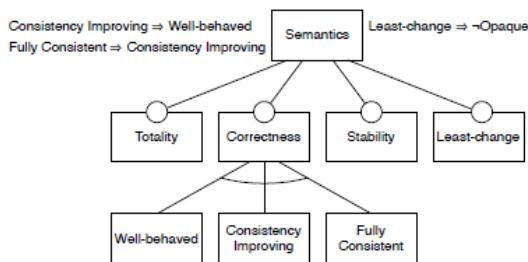 Consistency Improving ⇒ Well-behaved
Fully Consistent ⇒ Consistency Improving
Semantics
Least-change ⇒ ¬Opaque
Totality
Correctness
Stability
Least-change
Well-behaved
Consistency
Improving
Fully
Consistent